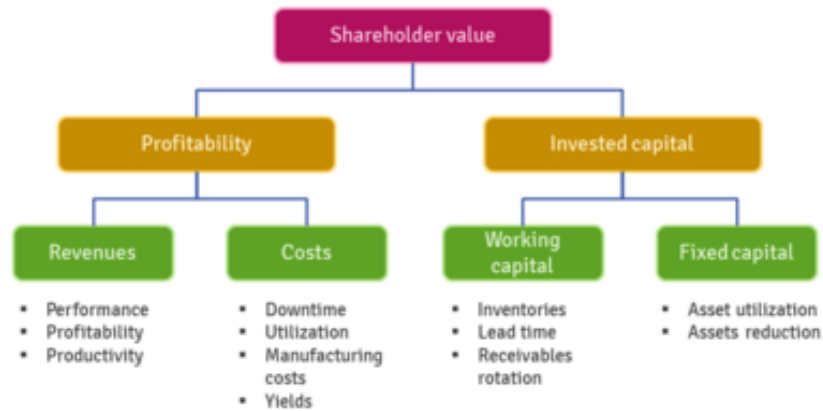 Shareholder value
Profitability
Invested capital
Revenues
Costs
Working
capital
Fixed capital
▪ Performance
▪ Profitability
▪ Productivity
▪ Downtime
▪ Utilization
▪ Manufacturing
costs
▪ Yields
▪ Inventories
▪ Lead time
▪ Receivables
rotation
▪ Asset utilization
▪ Assets reduction